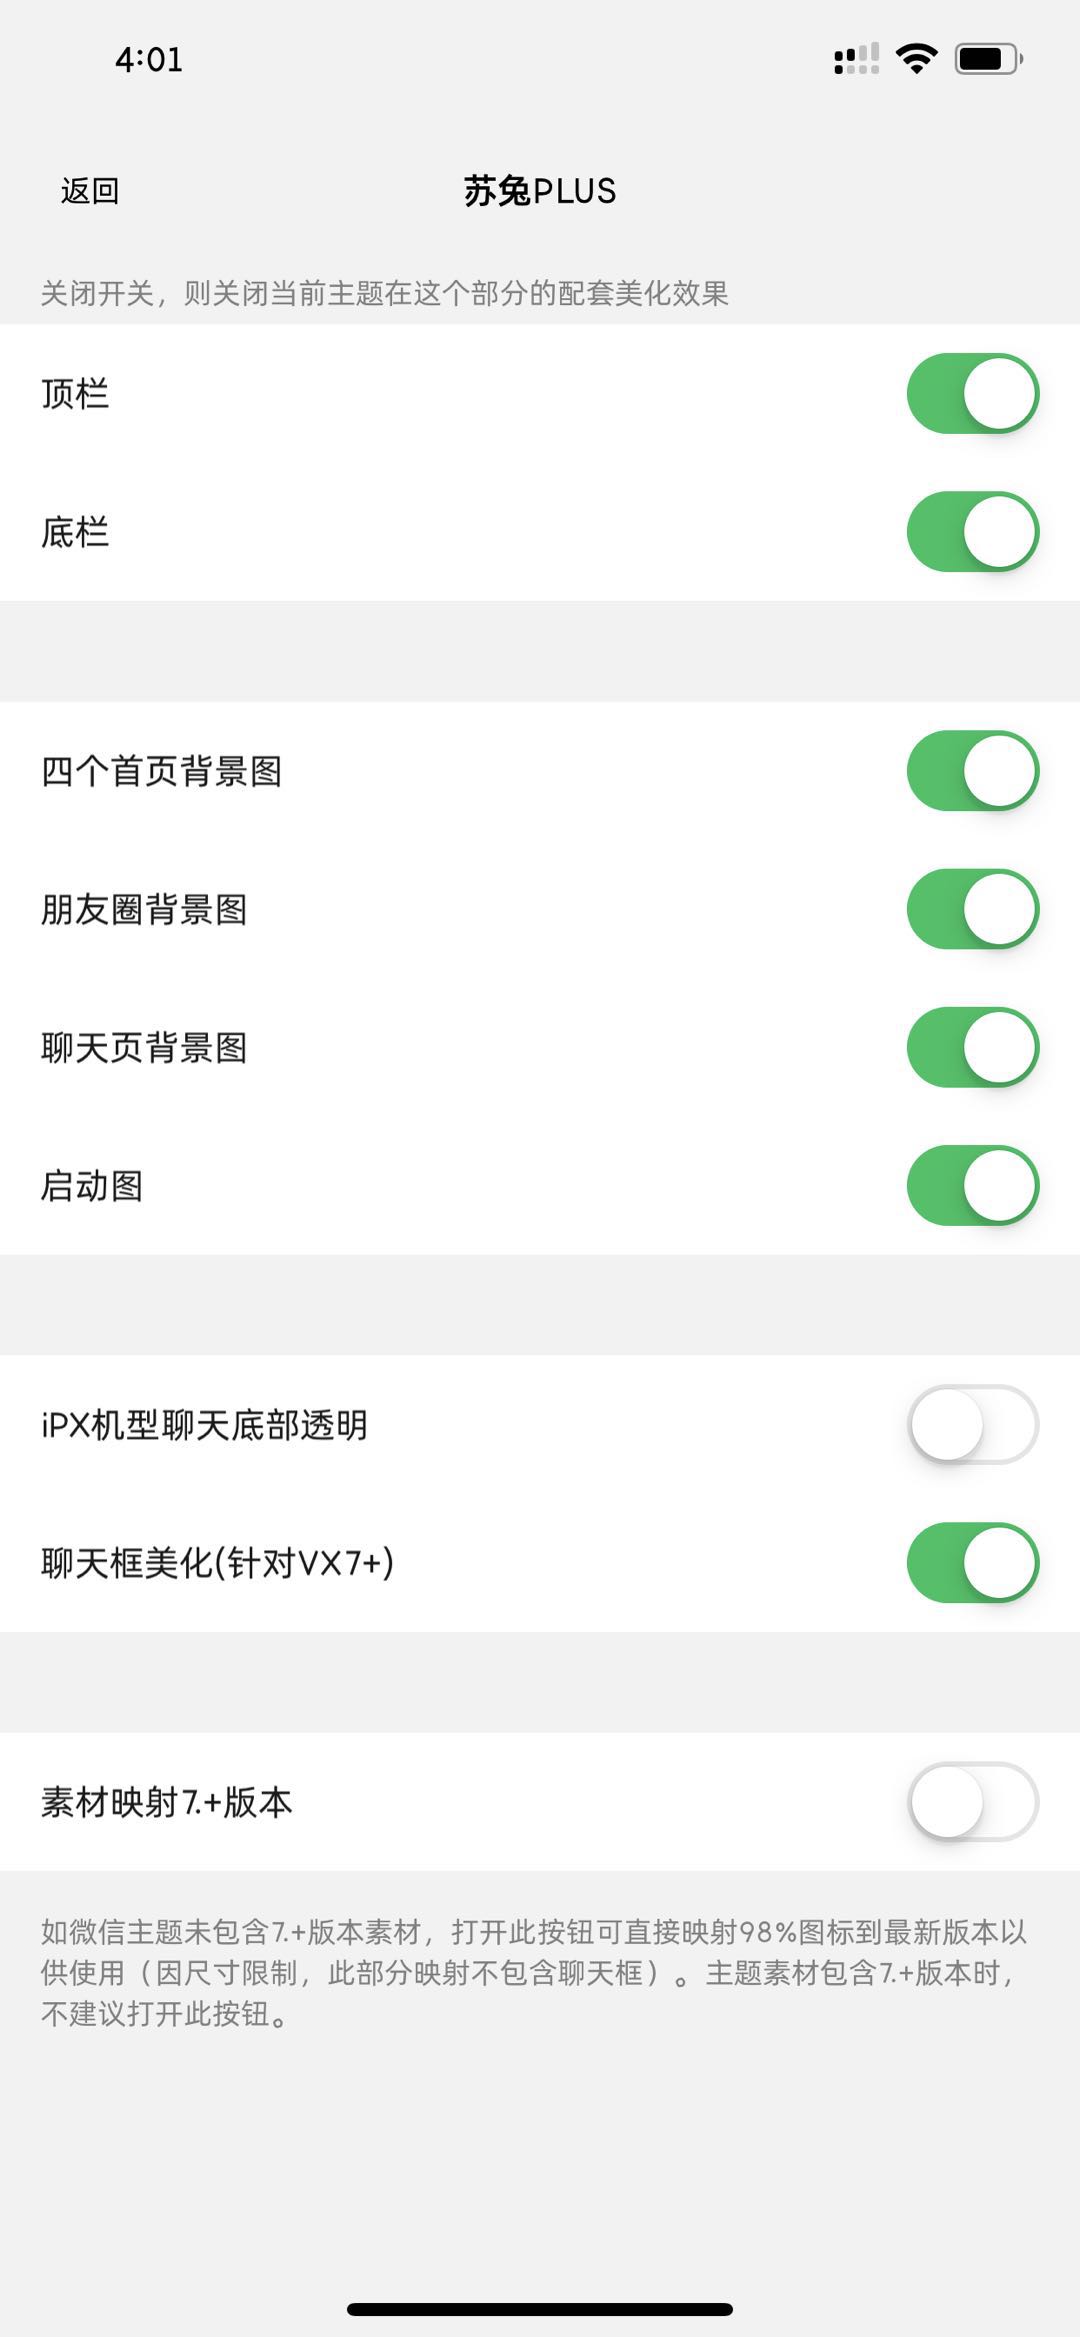 4:01
返回
苏兔PLUS
关闭开关，则关闭当前主题在这个部分的配套美化效果
顶栏
底栏
四个首页背景图
朋友圈背景图
聊天页背景图
启动图
iPX机型聊天底部透明
聊天框美化(针对VX7+)
素材映射7.+版本
如微信主题未包含7.+版本素材，打开此按钮可直接映射98%图标到最新版本以
供使用（因尺寸限制，此部分映射不包含聊天框）。主题素材包含7.+版本时，
不建议打开此按钮。